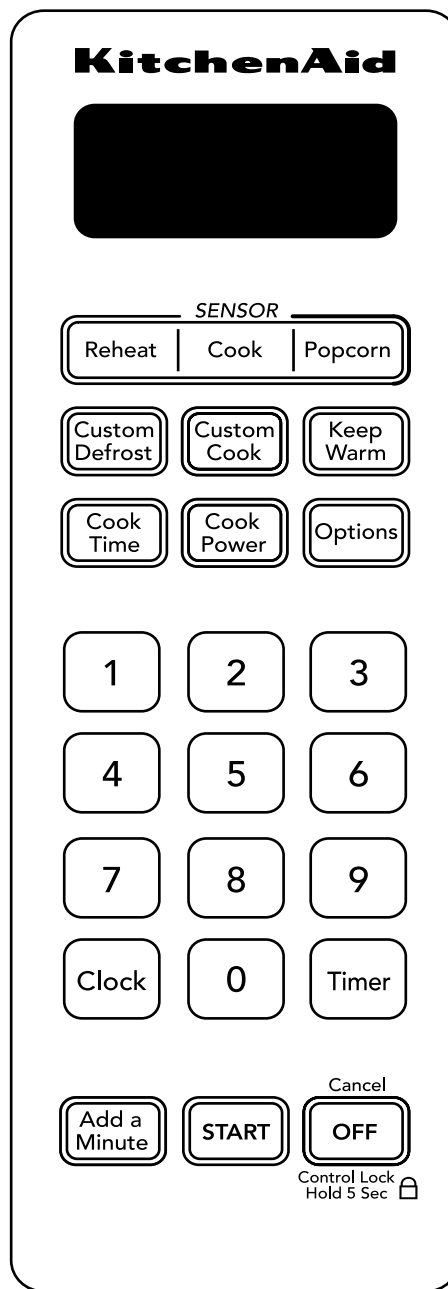 KitchenAid
SENSOR
Reheat Cook Popcorn
Custom Custom Keep
Defrost Cook Warm
Cook Cook Options
Time Power
1 2 3
4 5 6
7 8 9
Clock 0 Timer
Cancel
Add a START OFF
Minute
Control Lock
Hold 5 Sec